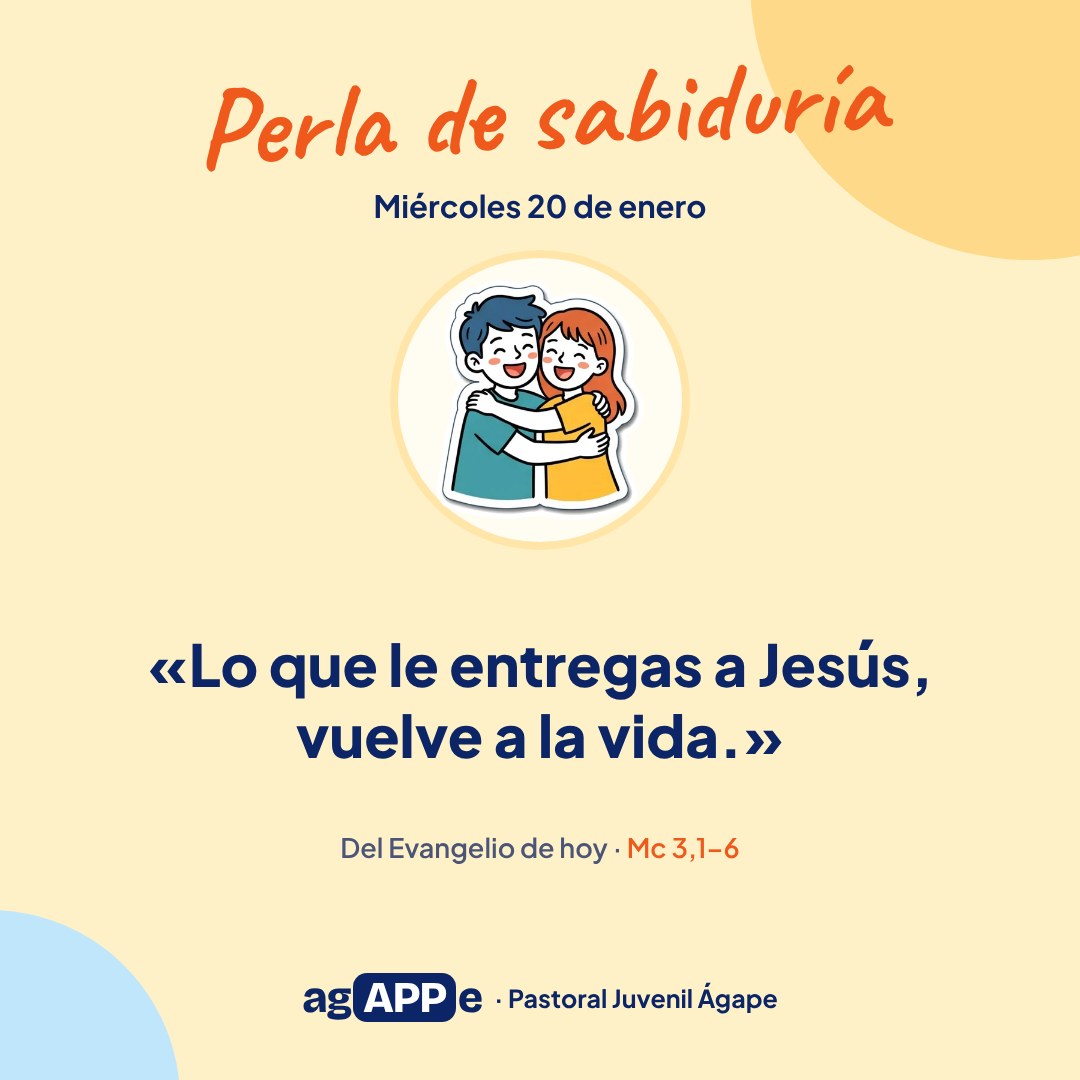 Perla de sabiduría
Miércoles 20 de enero
«Lo que le entregas a Jesús,
vuelve a la vida.»
Del Evangelio de hoy · Mc 3,1–6
agAPPe · Pastoral Juvenil Ágape